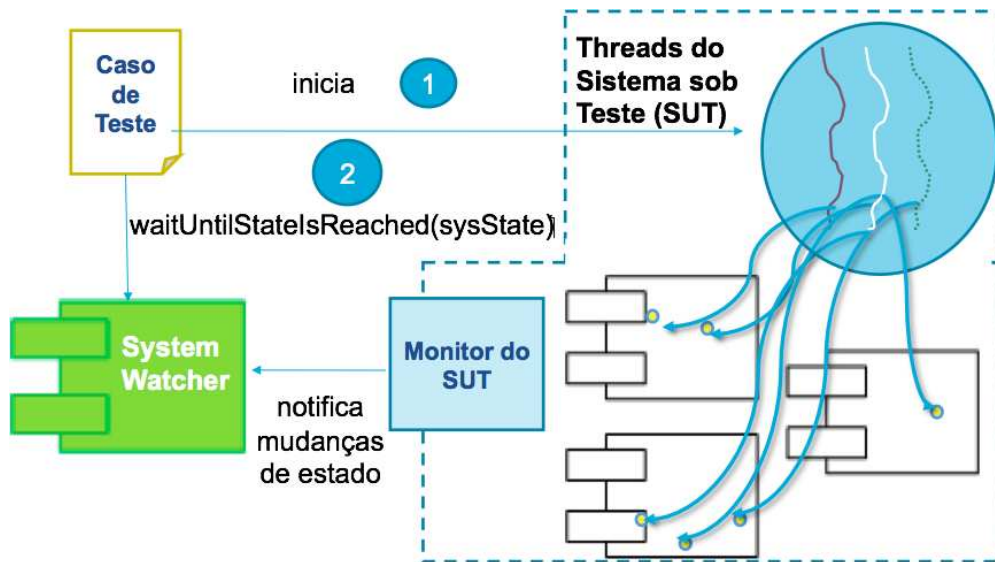 Caso
de
Teste
inicia
1
Threads do
Sistema sob
Teste (SUT)
2
waitUntilStateIsReached(sysState)
System
Watcher
Monitor do
SUT
notifica
mudanças
de estado